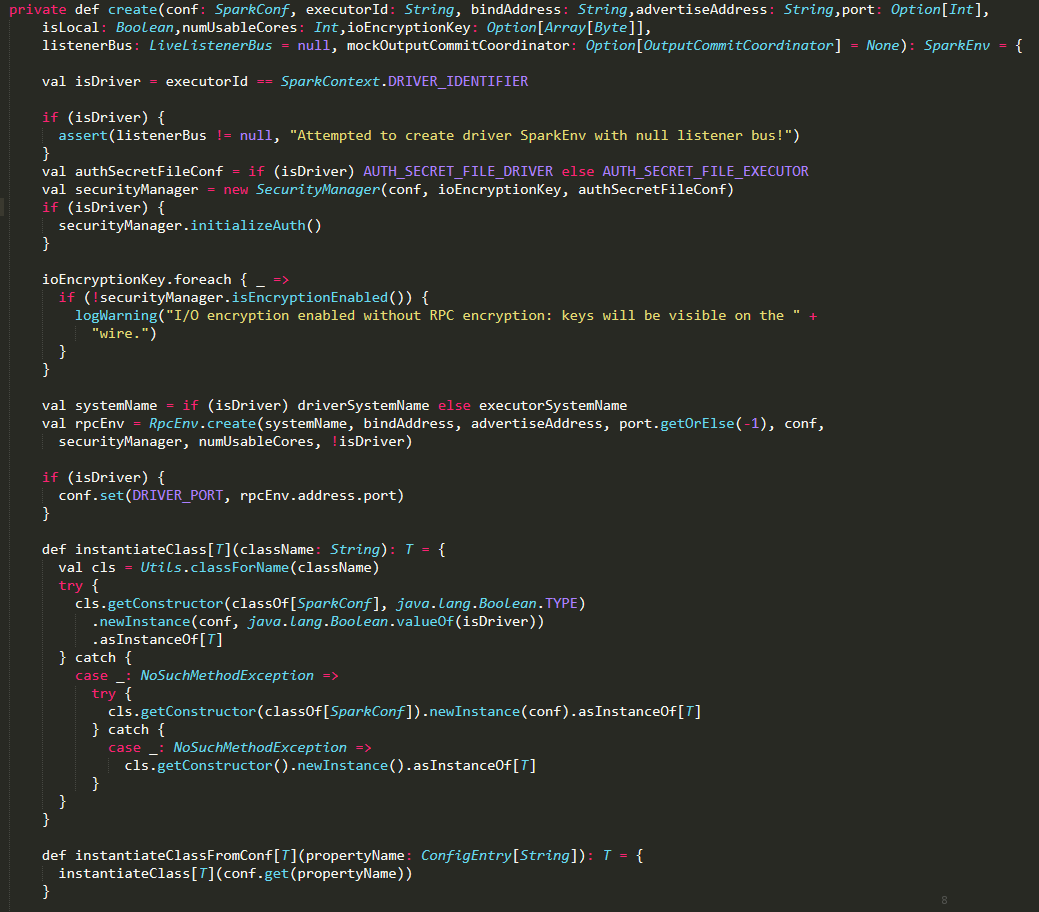 private def create(conf: SparkConf, executorId: String, bindAddress: String,advertiseAddress: String,port: Option[Int],
isLocal: Boolean,numUsableCores: Int,ioEncryptionKey: Option[Array[Byte]],
listenerBus: LiveListenerBus = null, mockOutputCommitCoordinator: Option[OutputCommitCoordinator] = None): SparkEnv = {
val isDriver = executorId == SparkContext.DRIVER_IDENTIFIER
if (isDriver) {
assert(listenerBus != null, "Attempted to create driver SparkEnv with null listener bus!")
}
val authSecretFileConf = if (isDriver) AUTH_SECRET_FILE_DRIVER else AUTH_SECRET_FILE_EXECUTOR
val securityManager = new SecurityManager(conf, ioEncryptionKey, authSecretFileConf)
if (isDriver) {
securityManager.initializeAuth()
}
ioEncryptionKey.foreach { _ =>
if (!securityManager.isEncryptionEnabled()) {
logWarning("I/O encryption enabled without RPC encryption: keys will be visible on the " +
"wire.")
}
}
val systemName = if (isDriver) driverSystemName else executorSystemName
val rpcEnv = RpcEnv.create(systemName, bindAddress, advertiseAddress, port.getOrElse(-1), conf,
securityManager, numUsableCores, !isDriver)
if (isDriver) {
conf.set(DRIVER_PORT, rpcEnv.address.port)
}
def instantiateClass[T](className: String): T = {
val cls = Utils.classForName(className)
try {
cls.getConstructor(classOf[SparkConf], java.lang.Boolean.TYPE)
.newInstance(conf, java.lang.Boolean.valueOf(isDriver))
.asInstanceOf[T]
} catch {
case _: NoSuchMethodException =>
try {
cls.getConstructor(classOf[SparkConf]).newInstance(conf).asInstanceOf[T]
} catch {
case _: NoSuchMethodException =>
cls.getConstructor().newInstance().asInstanceOf[T]
}
}
}
def instantiateClassFromConf[T](propertyName: ConfigEntry[String]): T = {
instantiateClass[T](conf.get(propertyName))
}
8